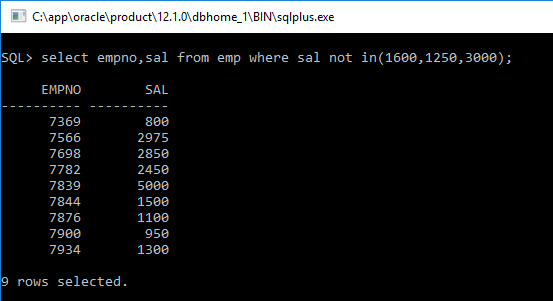 C:\app\oracle\product\12.1.0\dbhome_1\BIN\sqlplus.exe
SQL> select empno,sal from emp where sal not in(1600,1250,3000);
EMPNO SAL
---------- ----------
7369 800
7566 2975
7698 2850
7782 2450
7839 5000
7844 1500
7876 1100
7900 950
7934 1300
9 rows selected.